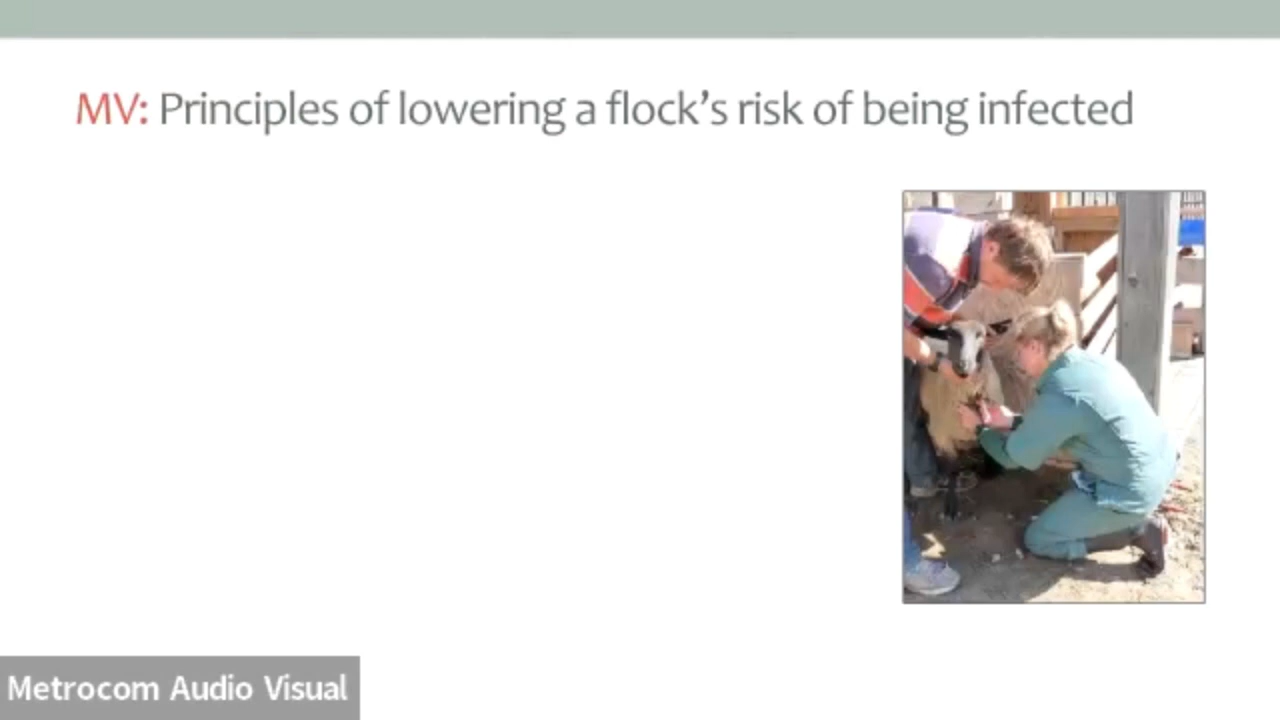 MV: Principles of lowering a flock’s risk of being infected
Metrocom Audio Visual